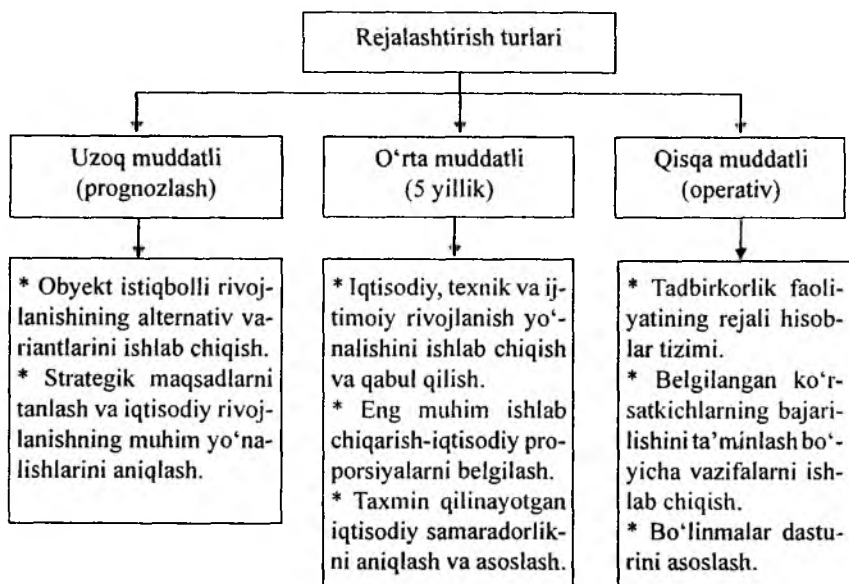 Rejalashtirish turlari
Uzoq muddatli
(prognozlash)
O‘rta muddatli
(5 yillik)
Qisqa muddatli
(operativ)
* Obyekt istiqbolli rivoj-
lanishining alternativ va-
riantlarini ishlab chiqish.
* Strategik maqsadlarni
tanlash va iqtisodiy rivoj-
lanishning muhim yo‘na-
lishlarini aniqlash.
* Iqtisodiy, texnik va ij-
timoiy rivojlanish yo‘-
nalishini ishlab chiqish
va qabul qilish.
* Eng muhim ishlab
chiqarish-iqtisodiy pro-
porsiyalarni belgilash.
* Taxmin qilinayotgan
iqtisodiy samaradorlik-
ni aniqlash va asoslash.
* Tadbirkorlik faoli-
yatining rejali hisob-
lar tizimi.
* Belgilangan ko‘r-
satkichlarning bajari-
lishini ta’minlash bo‘-
yicha vazifalarni ish-
lab chiqish.
* Bo‘linmalar dastu-
rini asoslash.